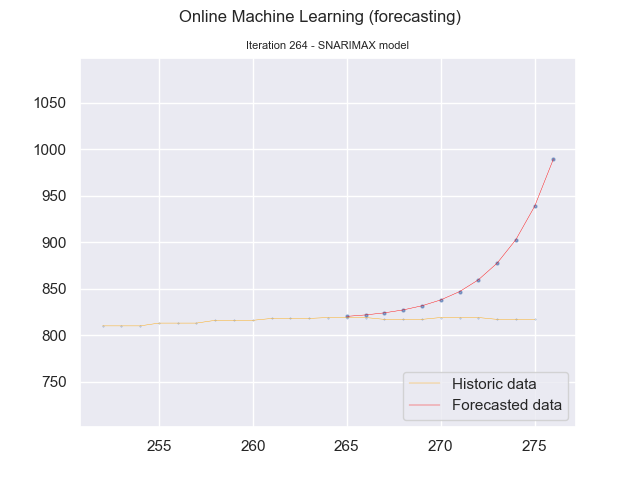 Online Machine Learning (forecasting)
Iteration 264 - SNARIMAX model
1050
1000
950
900
850
800
750
Historic data
Forecasted data
255 260 265 270 275